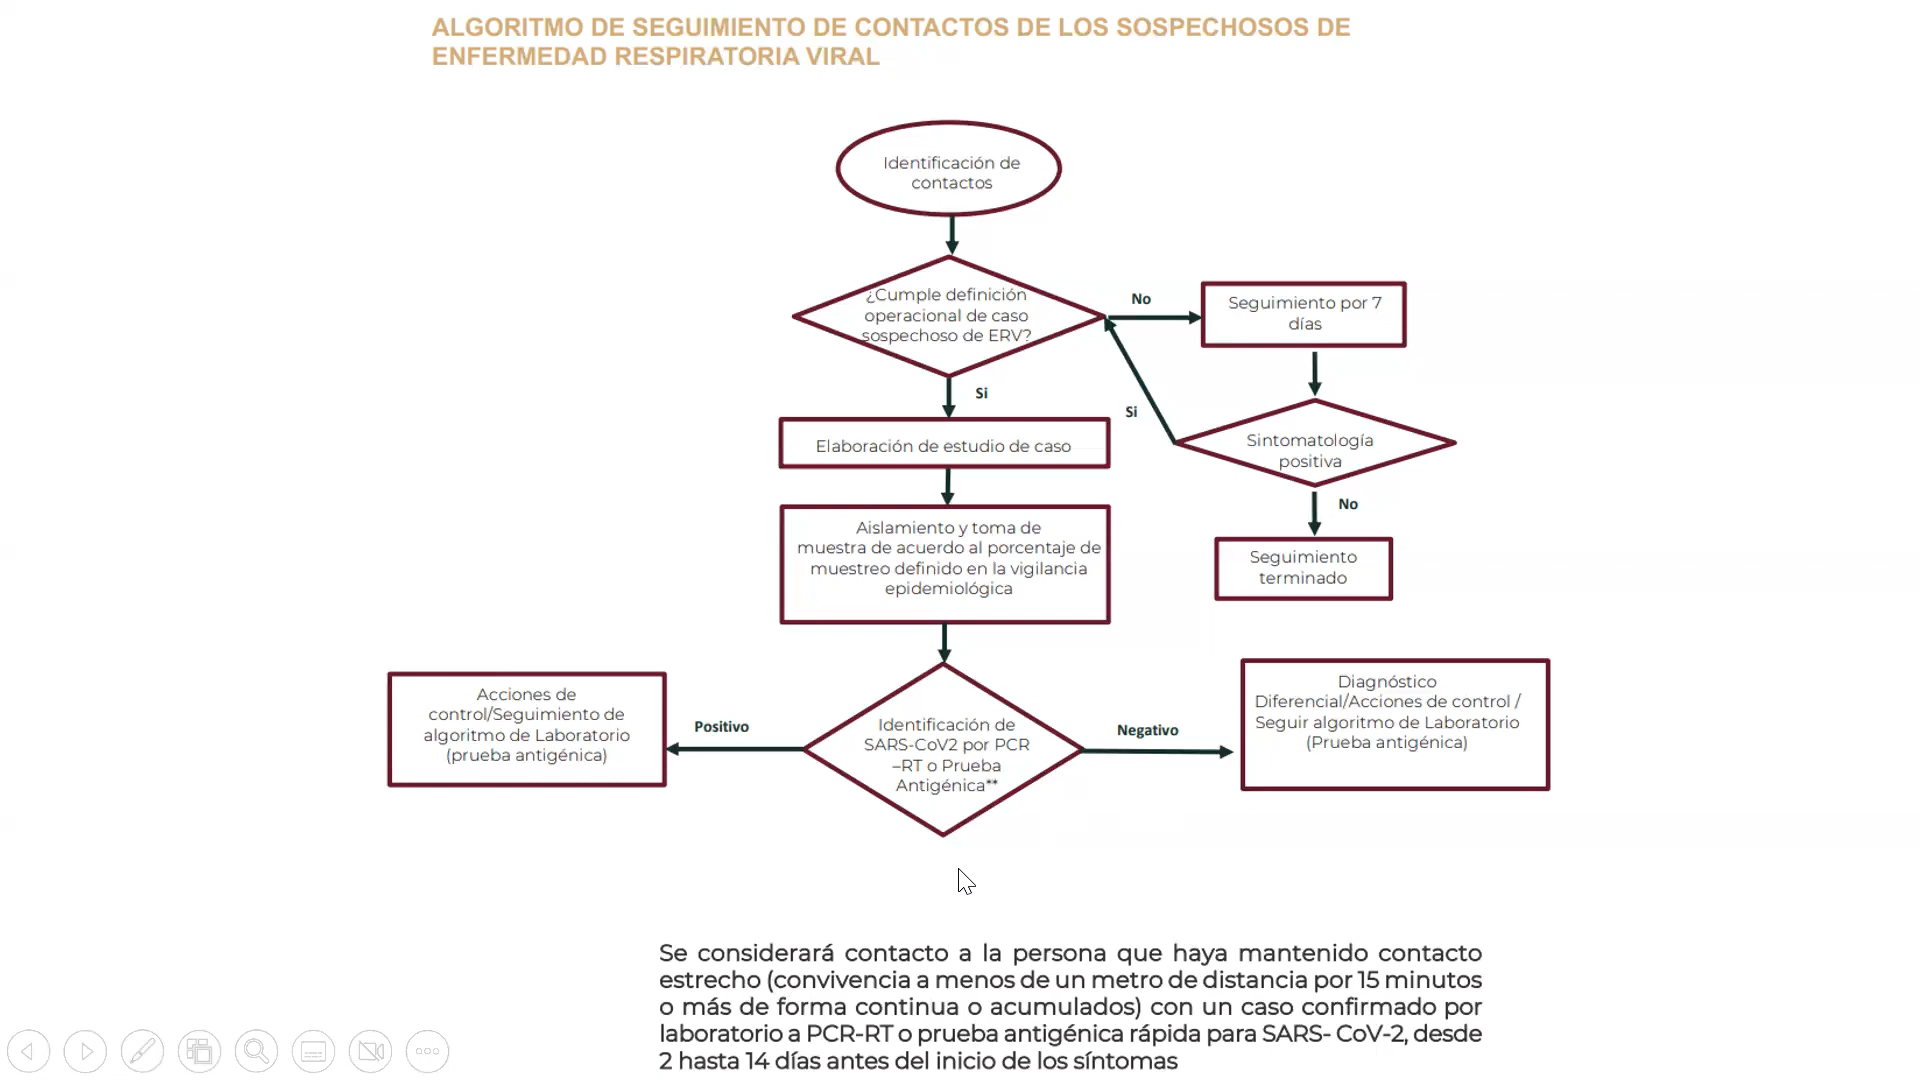 ALGORITMO DE SEGUIMIENTO DE CONTACTOS DE LOS SOSPECHOSOS DE
ENFERMEDAD RESPIRATORIA VIRAL
Identificación de
contactos
¿Cumple definición
operacional de caso
sospechoso de ERV?
No
Seguimiento por 7
días
Si
Si
Sintomatología
positiva
Elaboración de estudio de caso
No
Aislamiento y toma de
muestra de acuerdo al porcentaje de
muestreo definido en la vigilancia
epidemiológica
Seguimiento
terminado
Acciones de
control/Seguimiento de
algoritmo de Laboratorio
(prueba antigénica)
Positivo
Identificación de
SARS-CoV2 por PCR
–RT o Prueba
Antigénica**
Negativo
Diagnóstico
Diferencial/Acciones de control /
Seguir algoritmo de Laboratorio
(Prueba antigénica)
Se considerará contacto a la persona que haya mantenido contacto
estrecho (convivencia a menos de un metro de distancia por 15 minutos
o más de forma continua o acumulados) con un caso confirmado por
laboratorio a PCR-RT o prueba antigénica rápida para SARS- CoV-2, desde
2 hasta 14 días antes del inicio de los síntomas